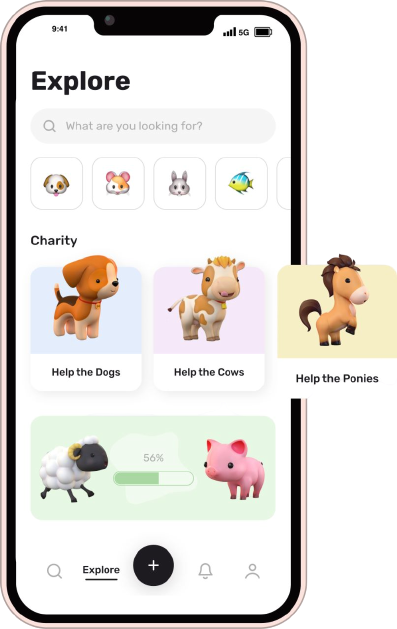 9:41
5G
Explore
What are you looking for?
Charity
Help the Dogs
Help the Cows
Help the Ponies
56%
Explore